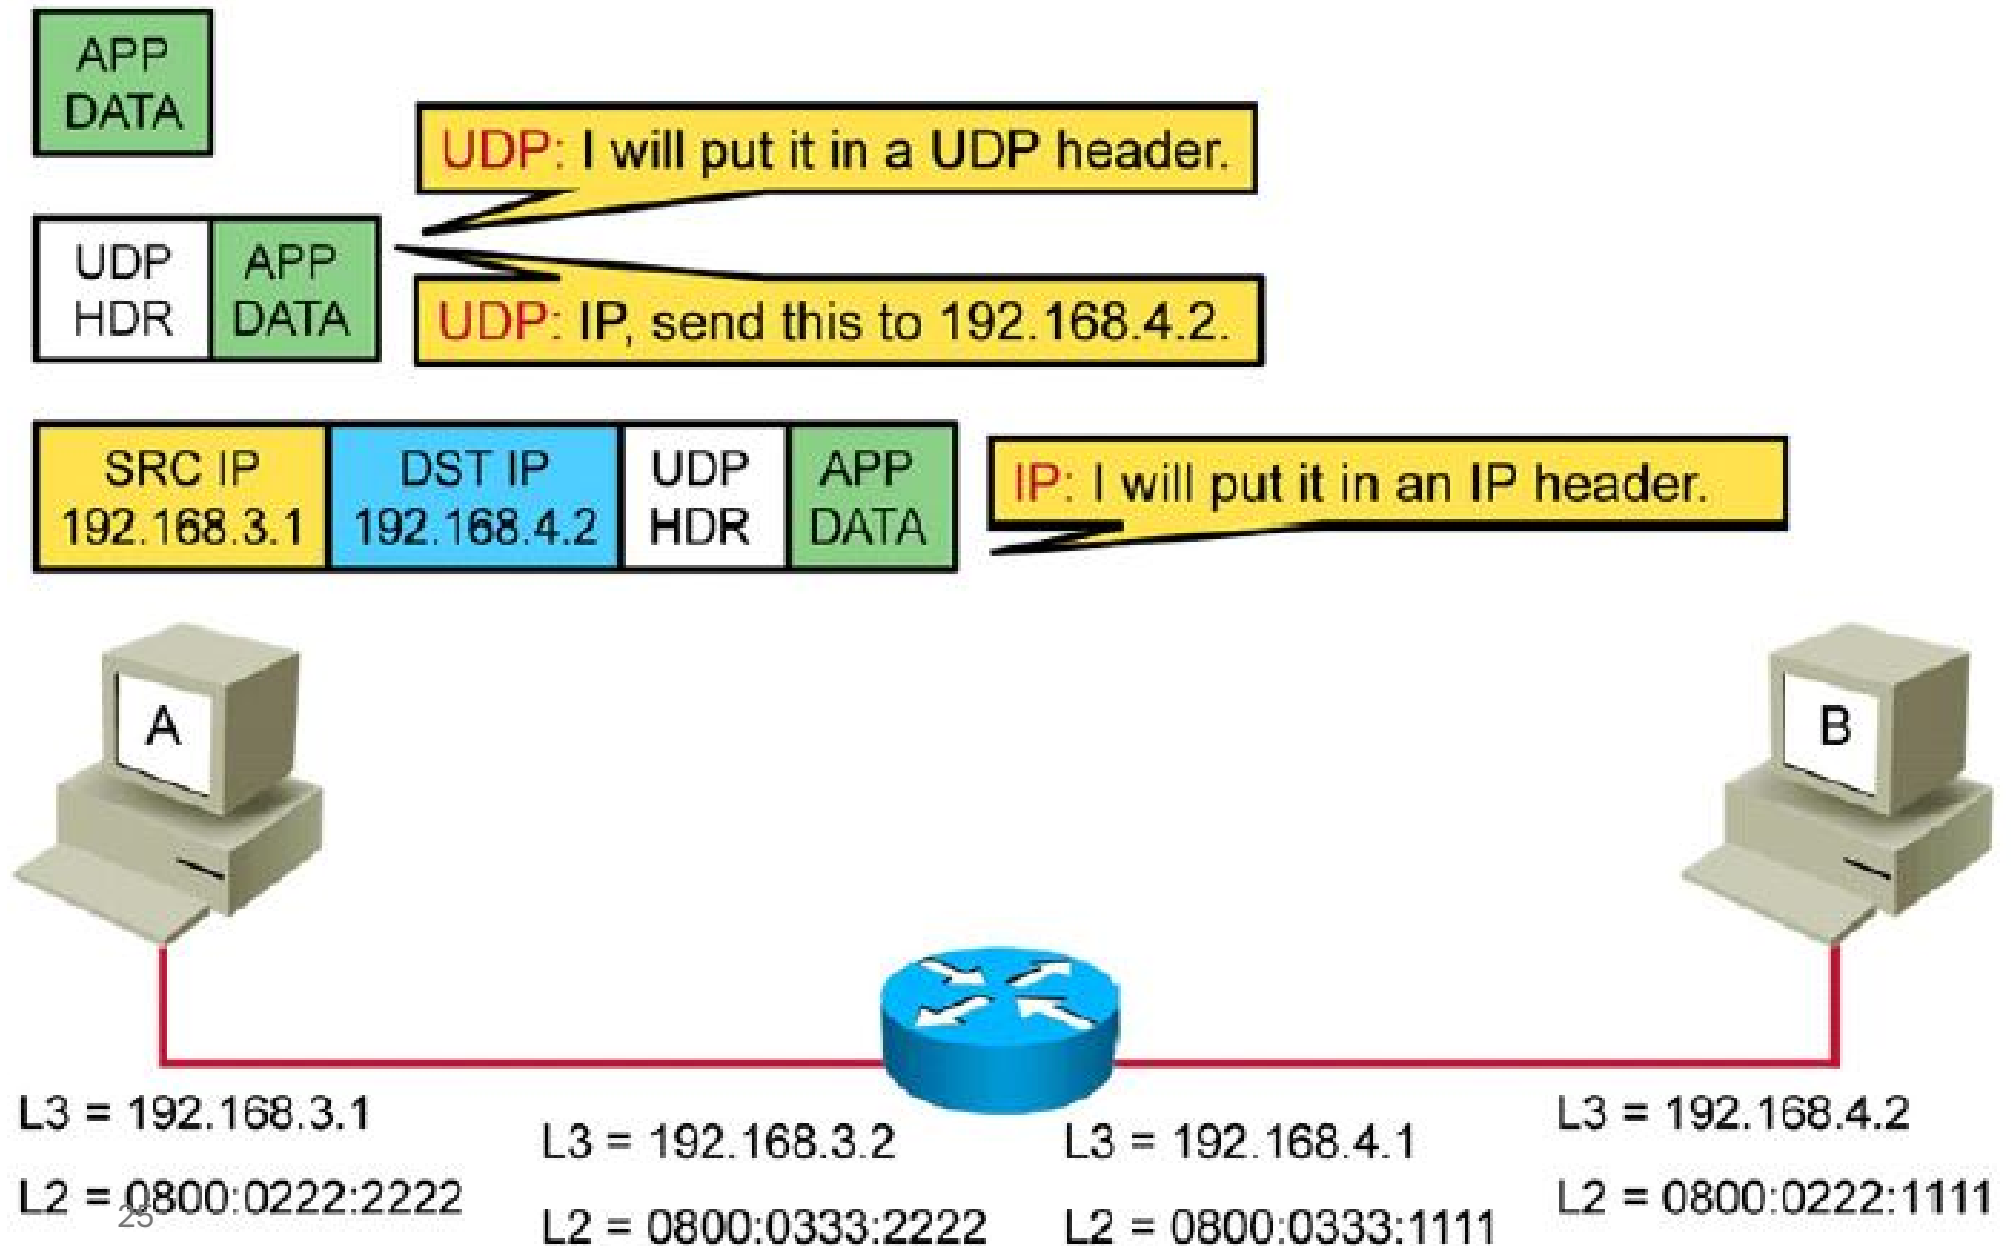 APP
DATA
UDP: I will put it in a UDP header.
UDP
HDR
APP
DATA
UDP: IP, send this to 192.168.4.2.
SRC IP
192.168.3.1
DST IP
192.168.4.2
UDP
HDR
APP
DATA
IP: I will put it in an IP header.
A
B
L3 = 192.168.3.1
L2 = 0800:0222:2222
25
L3 = 192.168.3.2
L2 = 0800:0333:2222
L3 = 192.168.4.1
L2 = 0800:0333:1111
L3 = 192.168.4.2
L2 = 0800:0222:1111